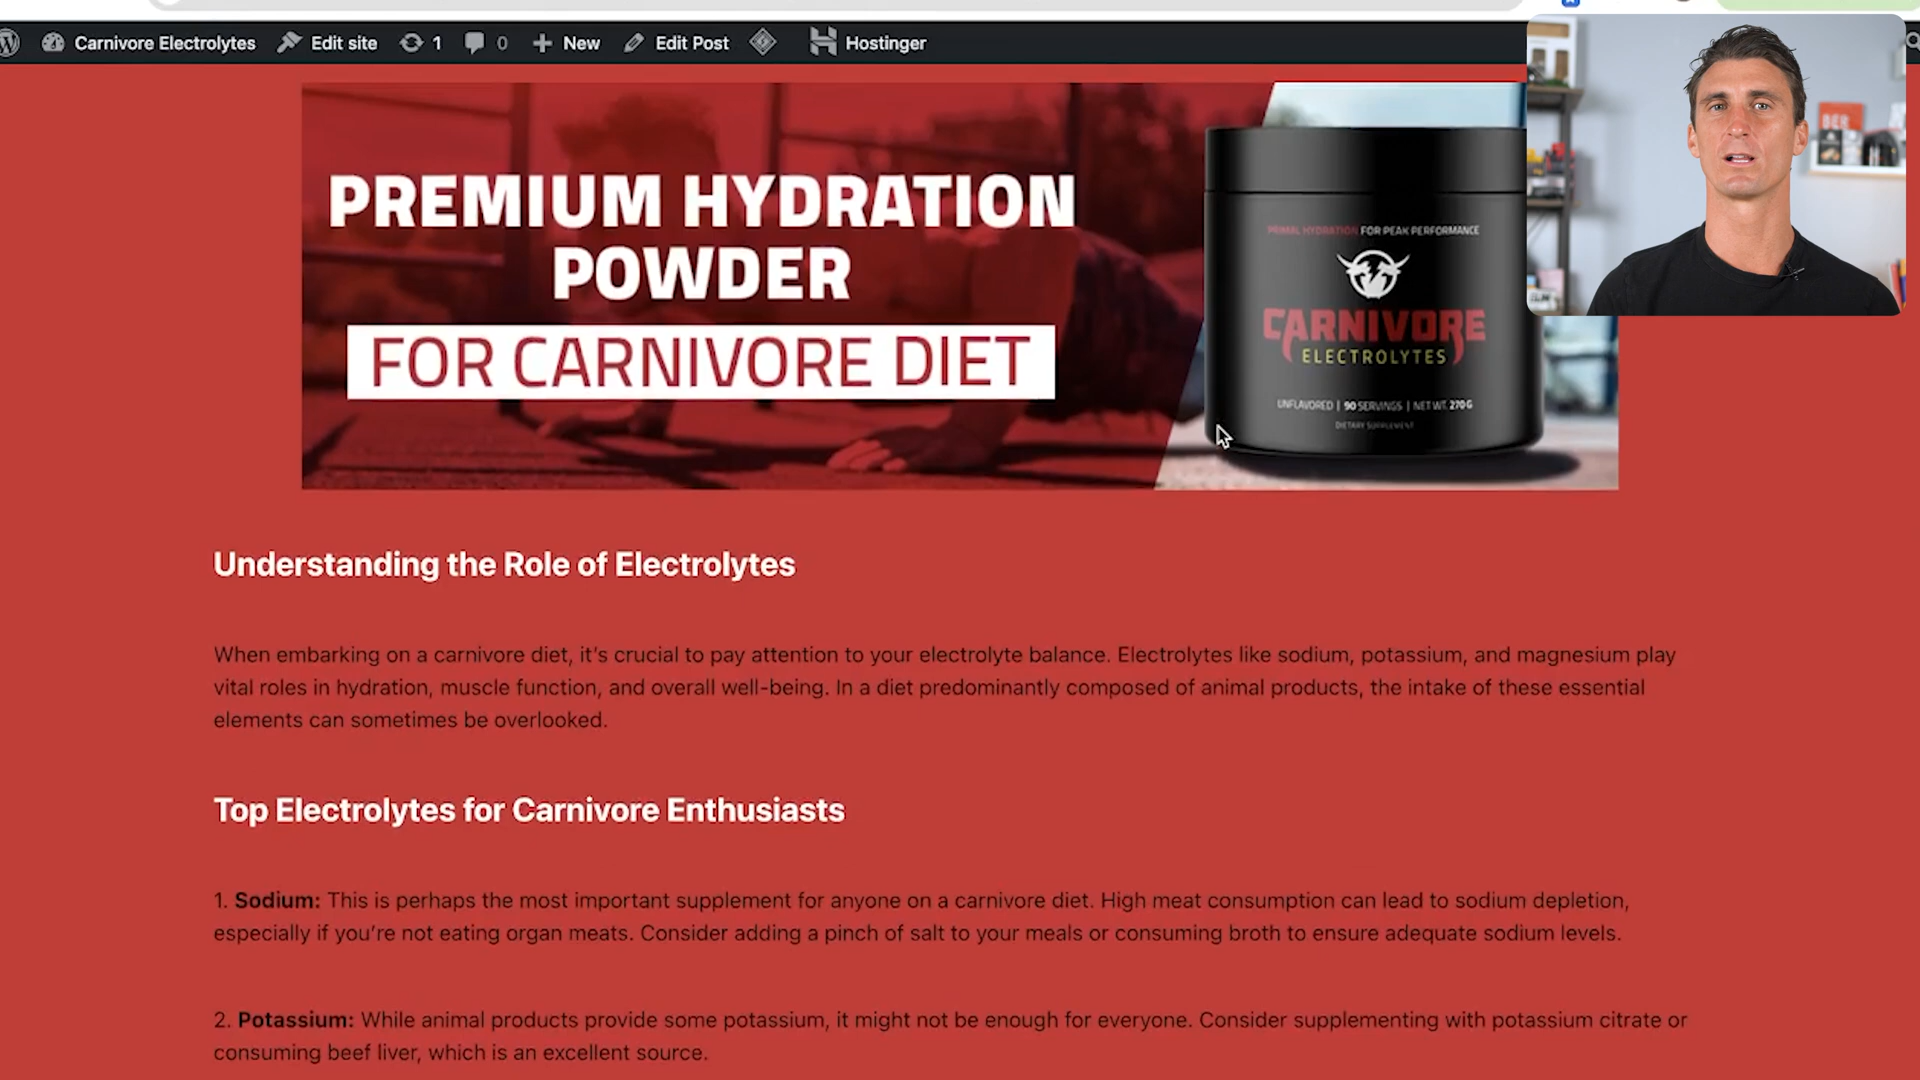 Carnivore Electrolytes Edit site 1 0 New Edit Post Hostinger
PREMIUM HYDRATION
POWDER
FOR CARNIVORE DIET
PRIMAL HYDRATION FOR PEAK PERFORMANCE
CARNIVORE
ELECTROLYTES
UNFLAVORED | 90 SERVINGS | NET WT. 270G
DIETARY SUPPLEMENT
Understanding the Role of Electrolytes
When embarking on a carnivore diet, it's crucial to pay attention to your electrolyte balance. Electrolytes like sodium, potassium, and magnesium play
vital roles in hydration, muscle function, and overall well-being. In a diet predominantly composed of animal products, the intake of these essential
elements can sometimes be overlooked.
Top Electrolytes for Carnivore Enthusiasts
1. Sodium: This is perhaps the most important supplement for anyone on a carnivore diet. High meat consumption can lead to sodium depletion,
especially if you're not eating organ meats. Consider adding a pinch of salt to your meals or consuming broth to ensure adequate sodium levels.
2. Potassium: While animal products provide some potassium, it might not be enough for everyone. Consider supplementing with potassium citrate or
consuming beef liver, which is an excellent source.